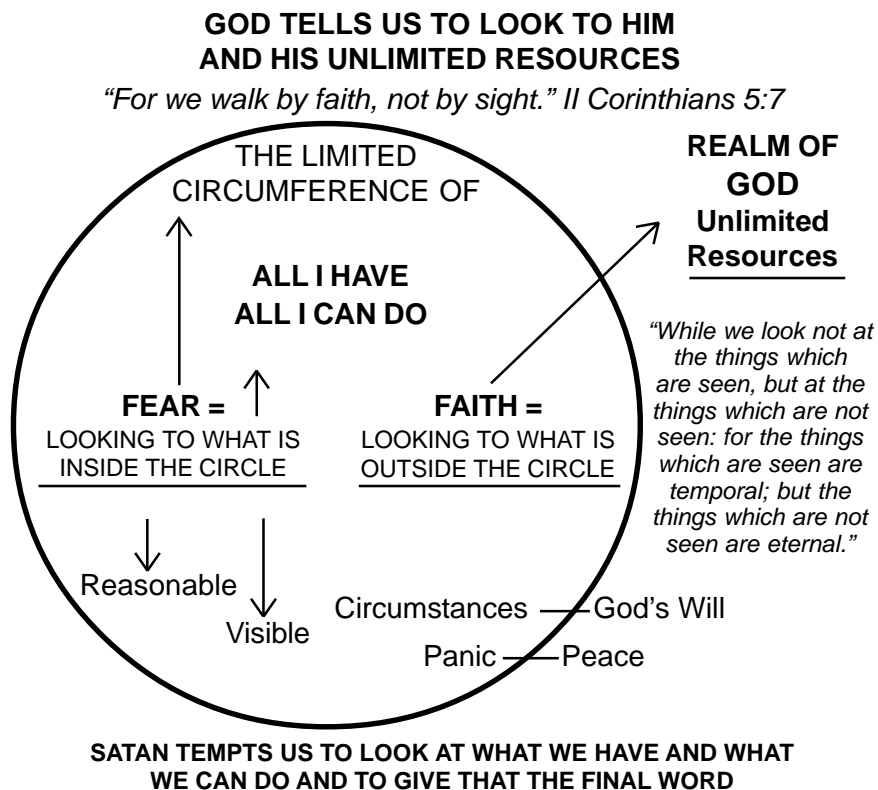 GOD TELLS US TO LOOK TO HIM
AND HIS UNLIMITED RESOURCES
“For we walk by faith, not by sight.” II Corinthians 5:7
THE LIMITED
CIRCUMFERENCE OF
ALL I HAVE
ALL I CAN DO
REALM OF
GOD
Unlimited
Resources
FEAR =
LOOKING TO WHAT IS
INSIDE THE CIRCLE
FAITH =
LOOKING TO WHAT IS
OUTSIDE THE CIRCLE
“While we look not at
the things which
are seen, but at the
things which are not
seen: for the things
which are seen are
temporal; but the
things which are not
seen are eternal.”
Reasonable
Visible
Circumstances
God’s Will
Panic
Peace
SATAN TEMPTS US TO LOOK AT WHAT WE HAVE AND WHAT
WE CAN DO AND TO GIVE THAT THE FINAL WORD